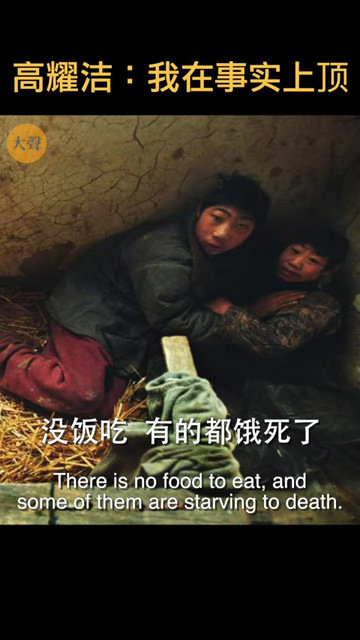 高耀洁：我在事实上顶
大聲
没饭吃 有的都饿死了
There is no food to eat, and
some of them are starving to death.